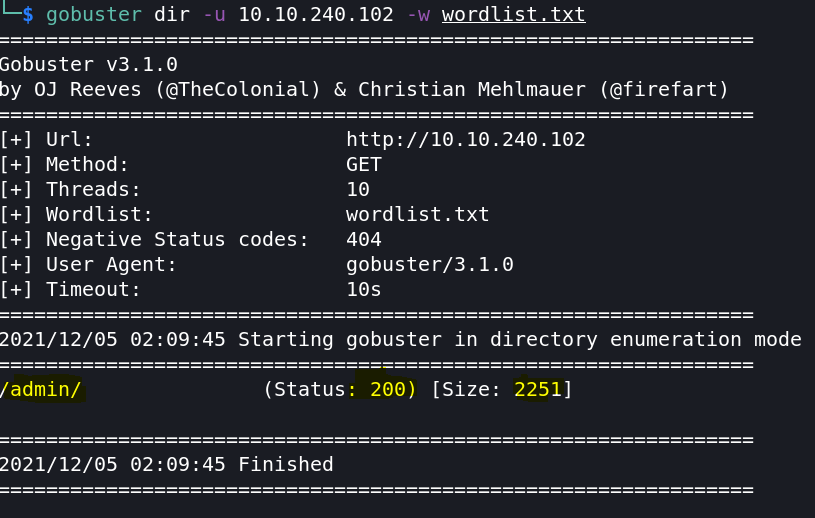 └─$ gobuster dir -u 10.10.240.102 -w wordlist.txt
===============================================================
Gobuster v3.1.0
by OJ Reeves (@TheColonial) & Christian Mehlmauer (@firefart)
===============================================================
[+] Url:                     http://10.10.240.102
[+] Method:                  GET
[+] Threads:                 10
[+] Wordlist:                wordlist.txt
[+] Negative Status codes:   404
[+] User Agent:              gobuster/3.1.0
[+] Timeout:                 10s
===============================================================
2021/12/05 02:09:45 Starting gobuster in directory enumeration mode
===============================================================
/admin/               (Status: 200) [Size: 2251]
===============================================================
2021/12/05 02:09:45 Finished
===============================================================